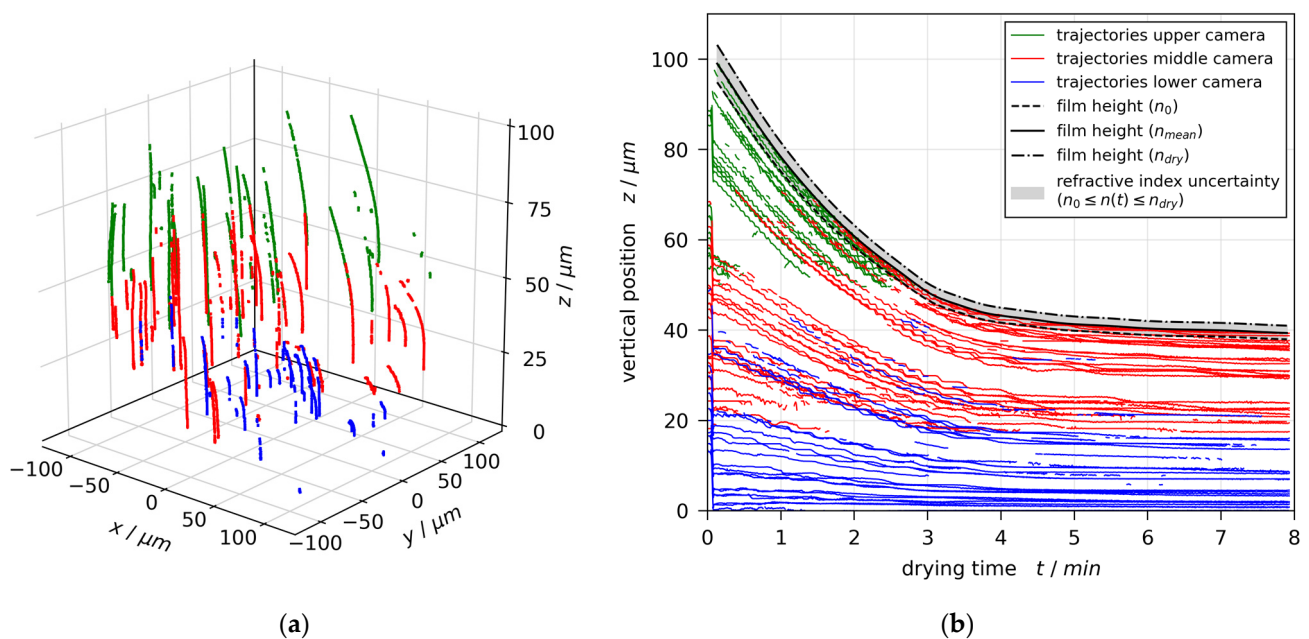 100
75
50
25
0
z / μm
−100
−50
0
50
100
x / μm
−100
−50
0
50
100
y / μm
(a)
trajectories upper camera
trajectories middle camera
trajectories lower camera
film height (n0)
film height (nmean)
film height (ndry)
refractive index uncertainty
(n0 ≤ n(t) ≤ ndry)
100
80
60
40
20
0
vertical position z / μm
0 1 2 3 4 5 6 7 8
drying time t / min
(b)